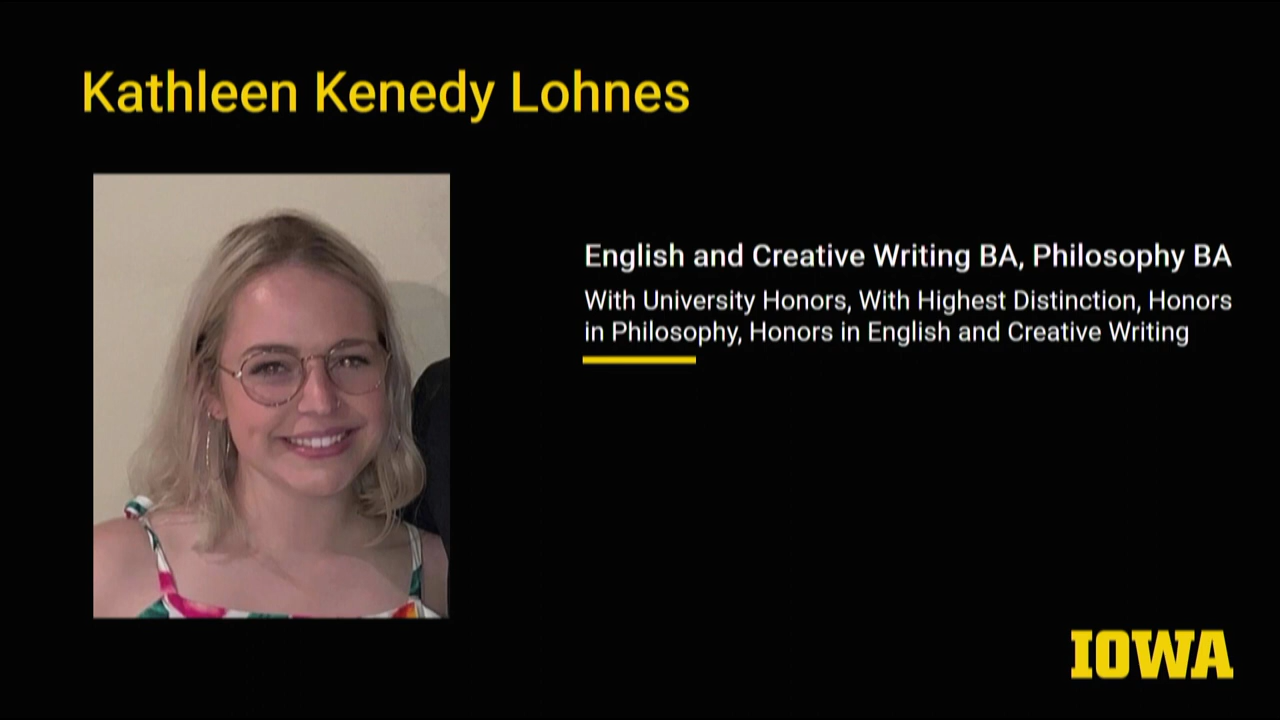 Kathleen Kenedy Lohnes
English and Creative Writing BA, Philosophy BA
With University Honors, With Highest Distinction, Honors
in Philosophy, Honors in English and Creative Writing
IOWA